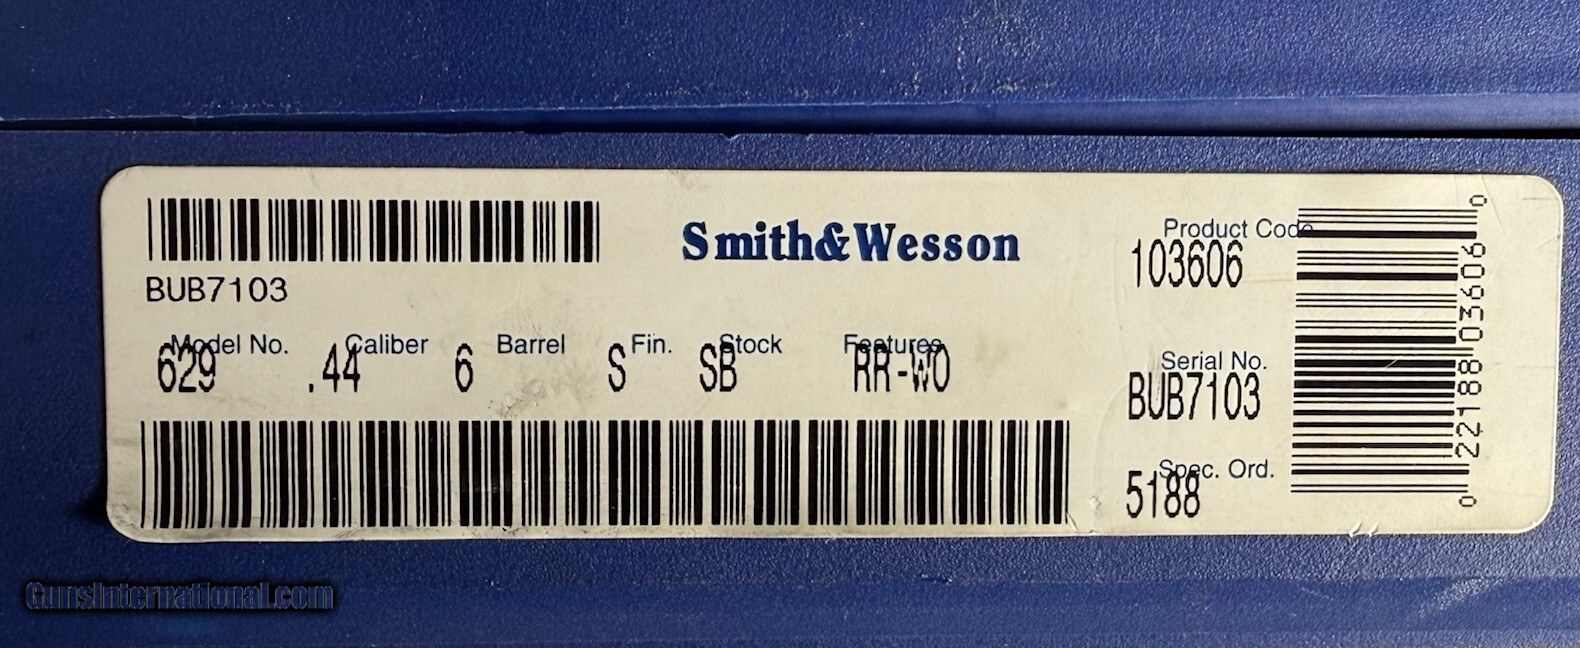 Smith&Wesson
BUB7103
Model No. Caliber Barrel Fin. Stock Features
629 .44 6 S SB RR-WO
Product Code
103606
Serial No.
BUB7103
Spec. Ord.
5188
0 22188 03606 0
GunsInternational.com